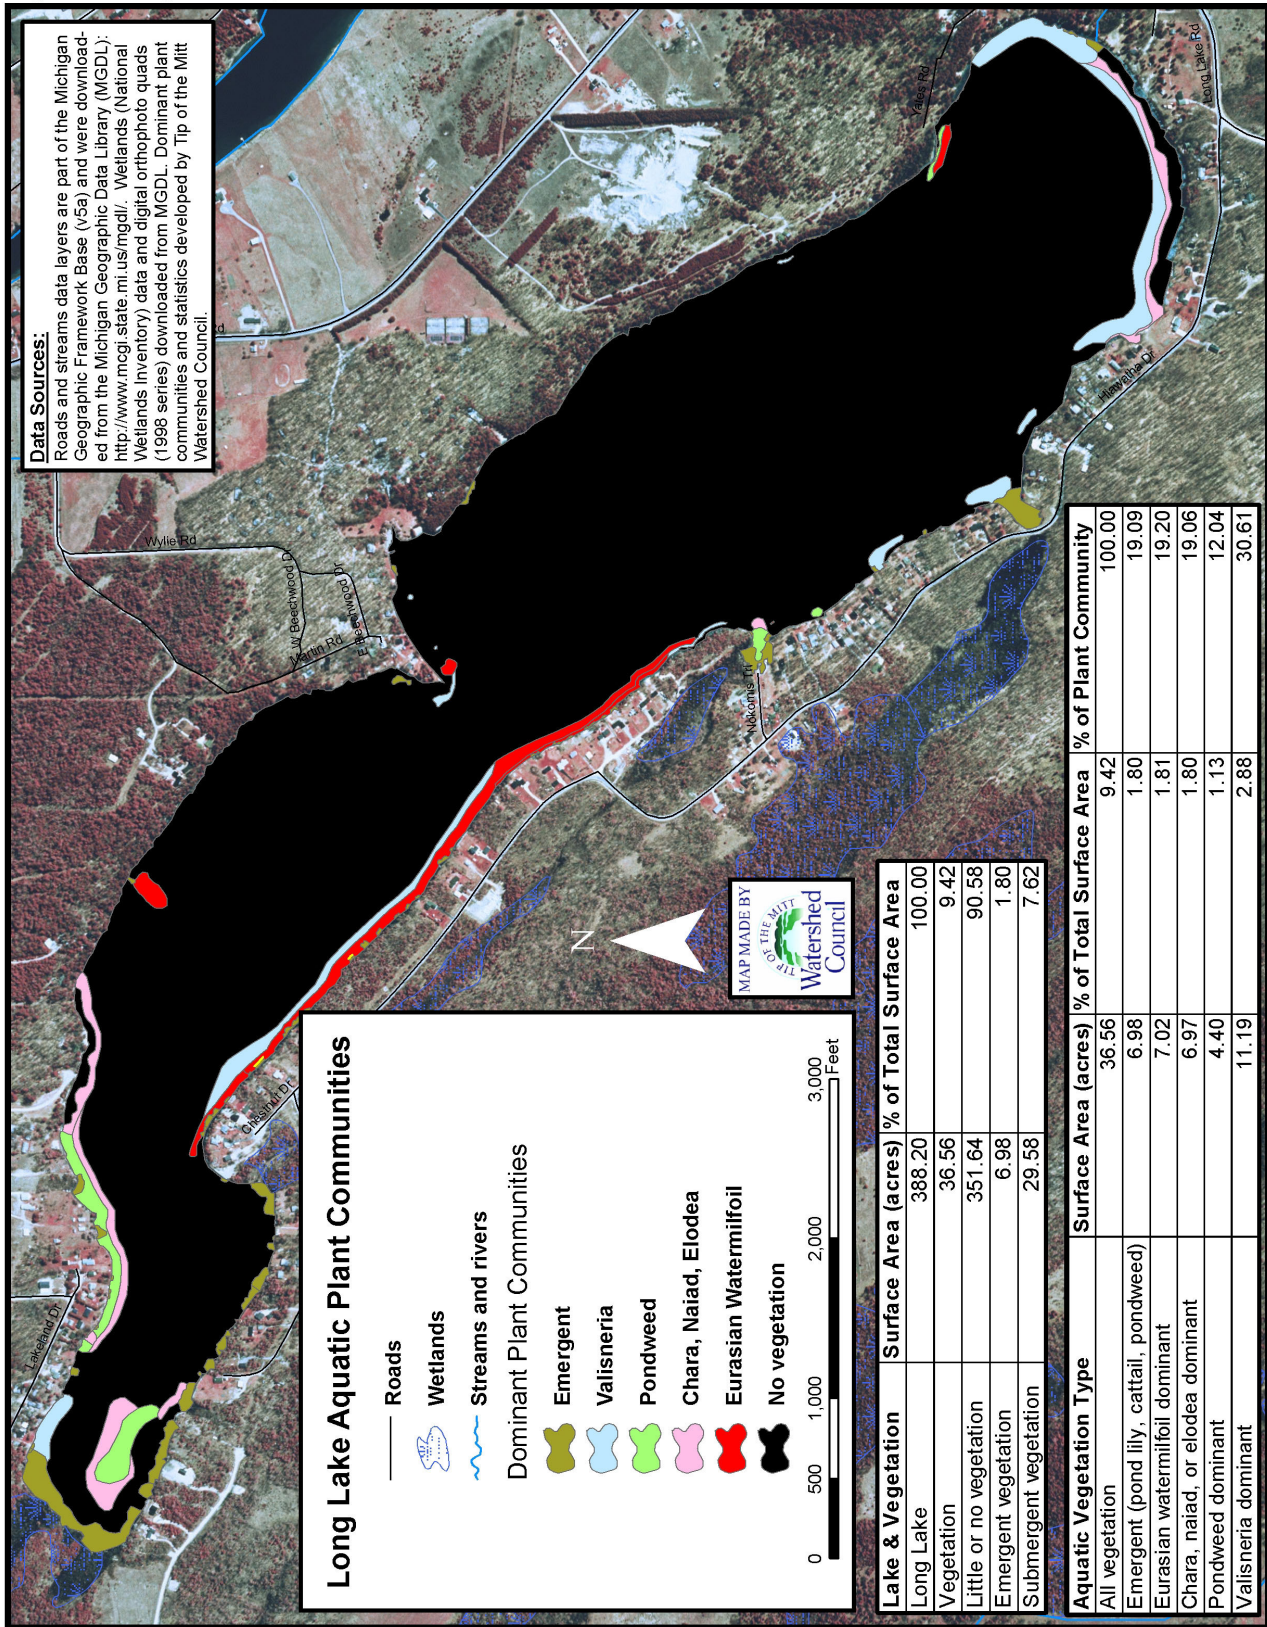 Data Sources:
Roads and streams data layers are part of the Michigan
Geographic Framework Base (v5a) and were download-
ed from the Michigan Geographic Data Library (MGDL):
http://www.mcgi.state.mi.us/mgdl/. Wetlands (National
Wetlands Inventory) data and digital orthophoto quads
(1998 series) downloaded from MGDL. Dominant plant
communities and statistics developed by Tip of the Mitt
Watershed Council.
Yates Rd
Long Lake Rd
Hiawatha Dr
Wylie Rd
W Beechwood Dr
E Beechwood Dr
Martin Rd
Nokomis Trl
Chestnut Dr
Lakeland Dr
N
MAP MADE BY
TIP OF THE MITT
Watershed
Council
Long Lake Aquatic Plant Communities
Roads
Wetlands
Streams and rivers
Dominant Plant Communities
Emergent
Valisneria
Pondweed
Chara, Naiad, Elodea
Eurasian Watermilfoil
No vegetation
0 500 1,000 2,000 3,000
Feet
Lake & Vegetation Surface Area (acres) % of Total Surface Area
Long Lake 388.20 100.00
Vegetation 36.56 9.42
Little or no vegetation 351.64 90.58
Emergent vegetation 6.98 1.80
Submergent vegetation 29.58 7.62
Aquatic Vegetation Type Surface Area (acres) % of Total Surface Area % of Plant Community
All vegetation 36.56 9.42 100.00
Emergent (pond lily, cattail, pondweed) 6.98 1.80 19.09
Eurasian watermilfoil dominant 7.02 1.81 19.20
Chara, naiad, or elodea dominant 6.97 1.80 19.06
Pondweed dominant 4.40 1.13 12.04
Valisneria dominant 11.19 2.88 30.61